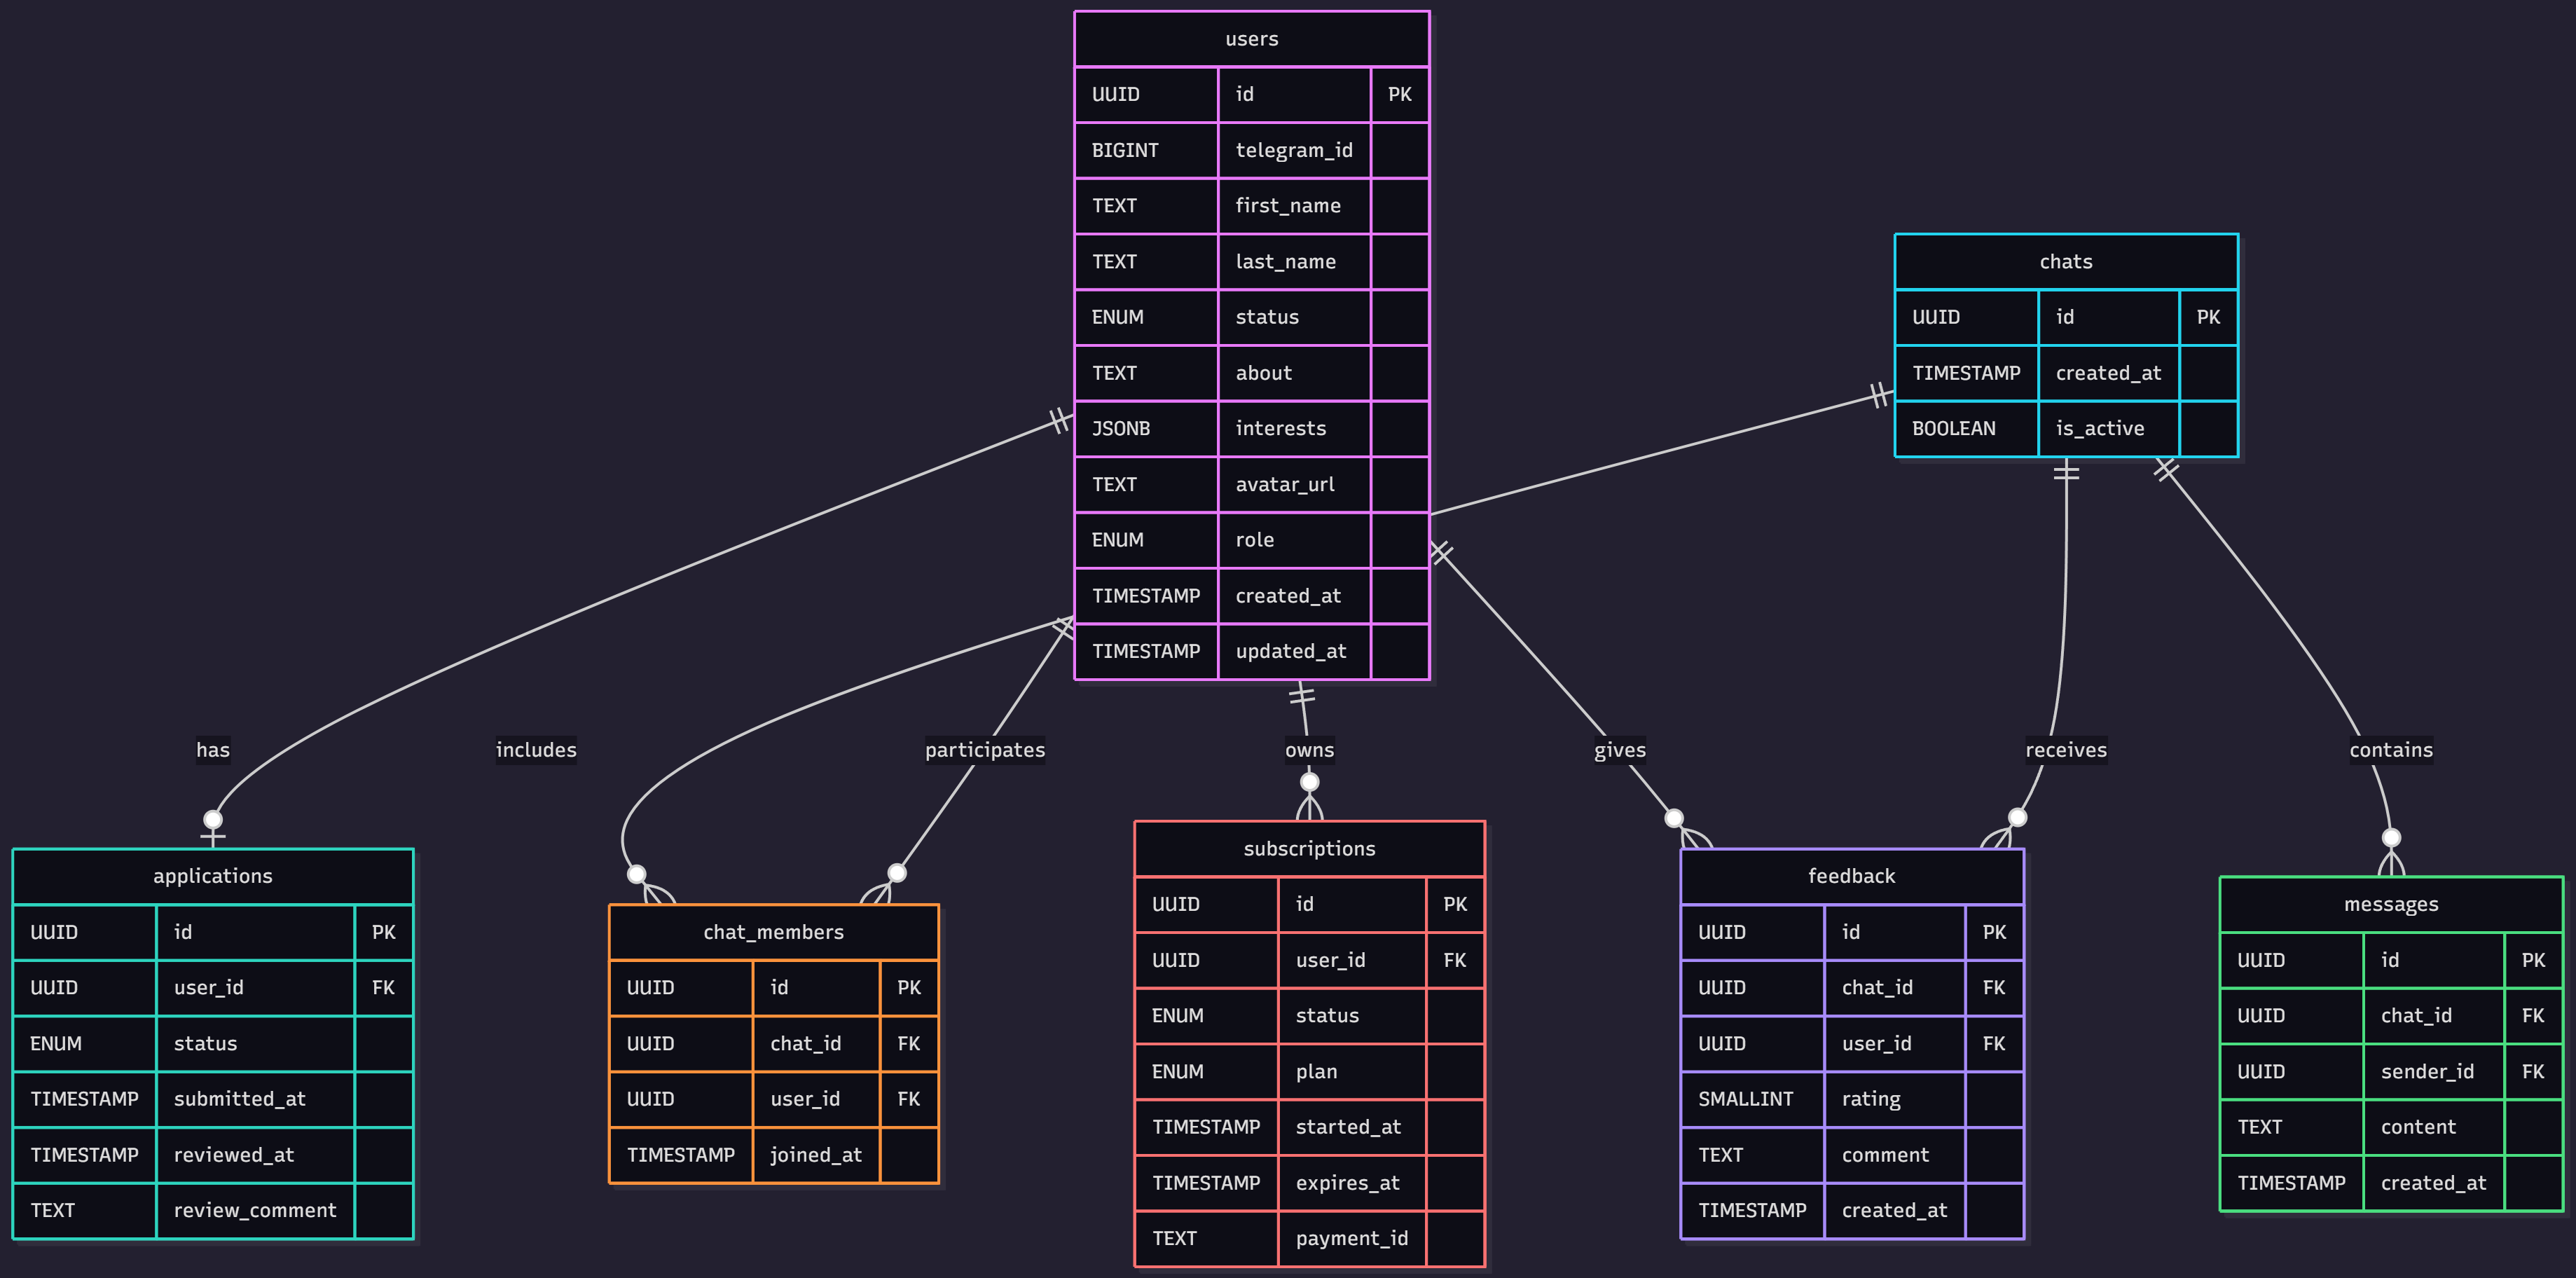 users
UUID id PK
BIGINT telegram_id
TEXT first_name
TEXT last_name
ENUM status
TEXT about
JSONB interests
TEXT avatar_url
ENUM role
TIMESTAMP created_at
TIMESTAMP updated_at
chats
UUID id PK
TIMESTAMP created_at
BOOLEAN is_active
has
includes
participates
owns
gives
receives
contains
applications
UUID id PK
UUID user_id FK
ENUM status
TIMESTAMP submitted_at
TIMESTAMP reviewed_at
TEXT review_comment
chat_members
UUID id PK
UUID chat_id FK
UUID user_id FK
TIMESTAMP joined_at
subscriptions
UUID id PK
UUID user_id FK
ENUM status
ENUM plan
TIMESTAMP started_at
TIMESTAMP expires_at
TEXT payment_id
feedback
UUID id PK
UUID chat_id FK
UUID user_id FK
SMALLINT rating
TEXT comment
TIMESTAMP created_at
messages
UUID id PK
UUID chat_id FK
UUID sender_id FK
TEXT content
TIMESTAMP created_at